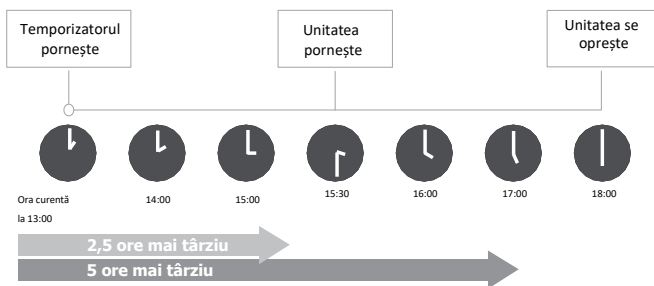 Temporizatorul
pornește
Unitatea
pornește
Unitatea se
oprește
Ora curentă
la 13:00
14:00
15:00
15:30
16:00
17:00
18:00
2,5 ore mai târziu
5 ore mai târziu